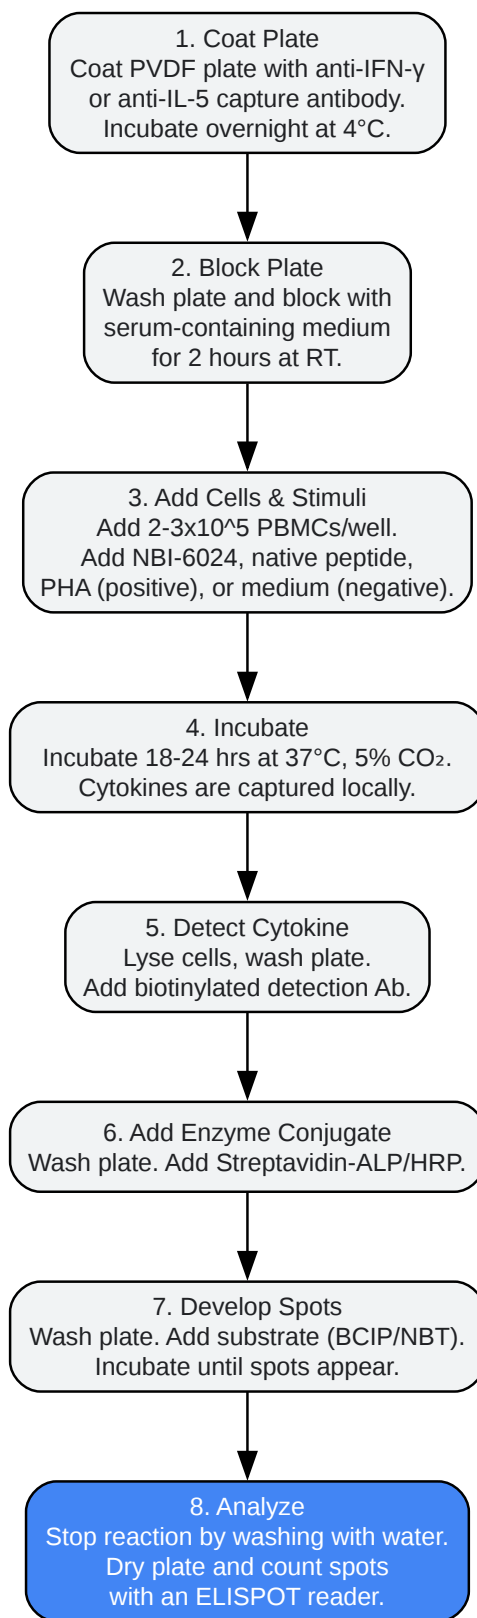 1. Coat Plate
Coat PVDF plate with anti-IFN-γ
or anti-IL-5 capture antibody.
Incubate overnight at 4°C.
2. Block Plate
Wash plate and block with
serum-containing medium
for 2 hours at RT.
3. Add Cells & Stimuli
Add 2-3x10^5 PBMCs/well.
Add NBI-6024, native peptide,
PHA (positive), or medium (negative).
4. Incubate
Incubate 18-24 hrs at 37°C, 5% CO₂.
Cytokines are captured locally.
5. Detect Cytokine
Lyse cells, wash plate.
Add biotinylated detection Ab.
6. Add Enzyme Conjugate
Wash plate. Add Streptavidin-ALP/HRP.
7. Develop Spots
Wash plate. Add substrate (BCIP/NBT).
Incubate until spots appear.
8. Analyze
Stop reaction by washing with water.
Dry plate and count spots
with an ELISPOT reader.